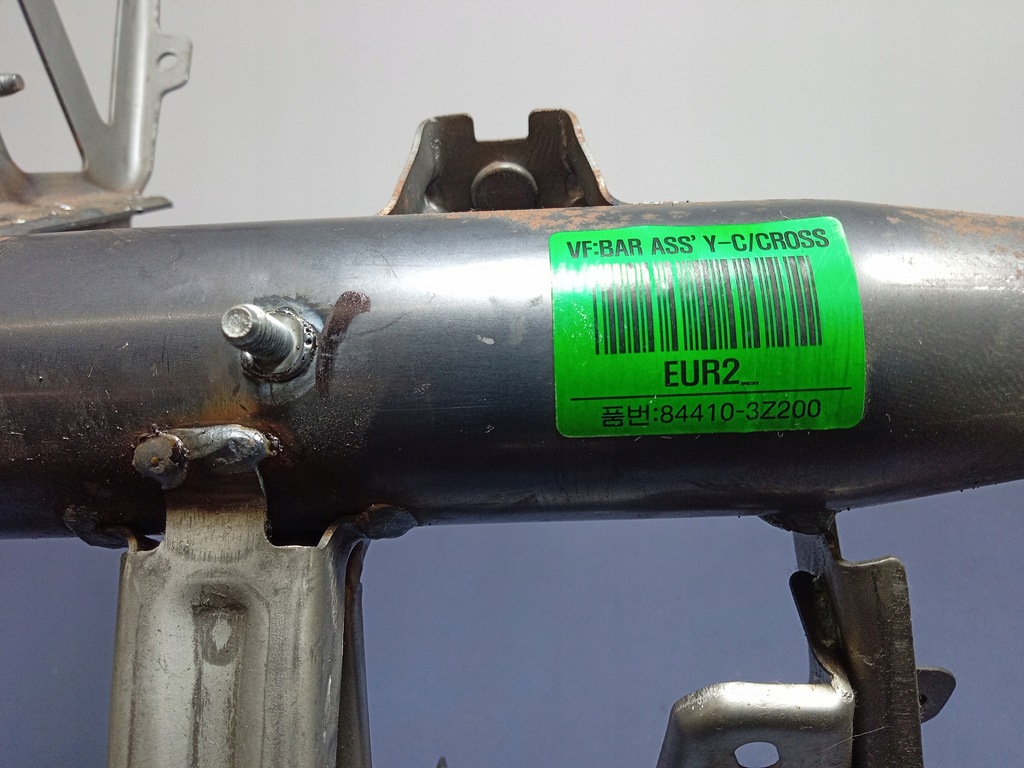 VF:BAR ASS' Y-C/CROSS
EUR2
품번:84410-3Z200